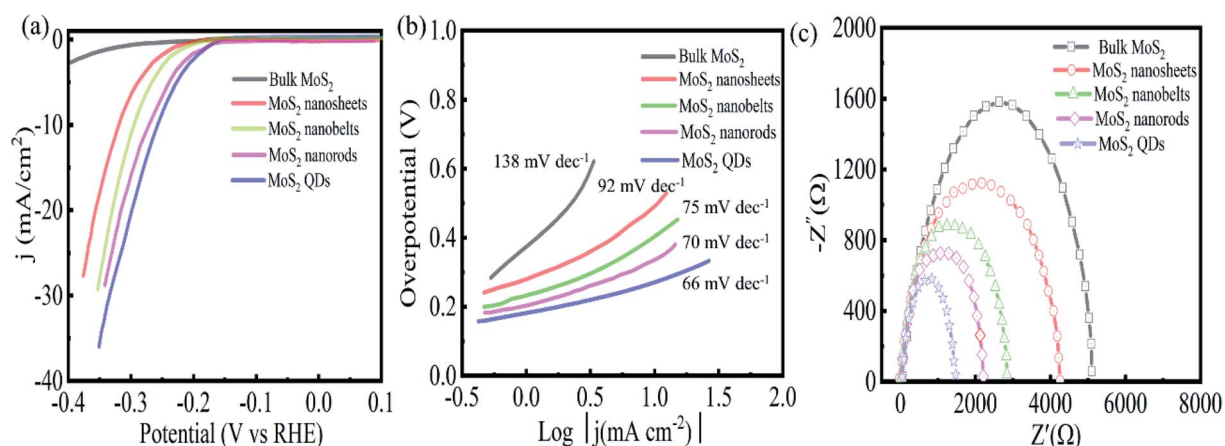 (a)
0
-10
-20
-30
-40
j (mA/cm²)
Bulk MoS₂
MoS₂ nanosheets
MoS₂ nanobelts
MoS₂ nanorods
MoS₂ QDs
-0.4 -0.3 -0.2 -0.1 0.0 0.1
Potential (V vs RHE)
(b)
1.0
0.8
0.6
0.4
0.2
0.0
Overpotential (V)
Bulk MoS₂
MoS₂ nanosheets
MoS₂ nanobelts
MoS₂ nanorods
MoS₂ QDs
138 mV dec⁻¹
92 mV dec⁻¹
75 mV dec⁻¹
70 mV dec⁻¹
66 mV dec⁻¹
-0.5 0.0 0.5 1.0 1.5 2.0
Log |j(mA cm⁻²)|
(c)
2000
1600
1200
800
400
0
-Z″(Ω)
Bulk MoS₂
MoS₂ nanosheets
MoS₂ nanobelts
MoS₂ nanorods
MoS₂ QDs
0 2000 4000 6000 8000
Z′(Ω)